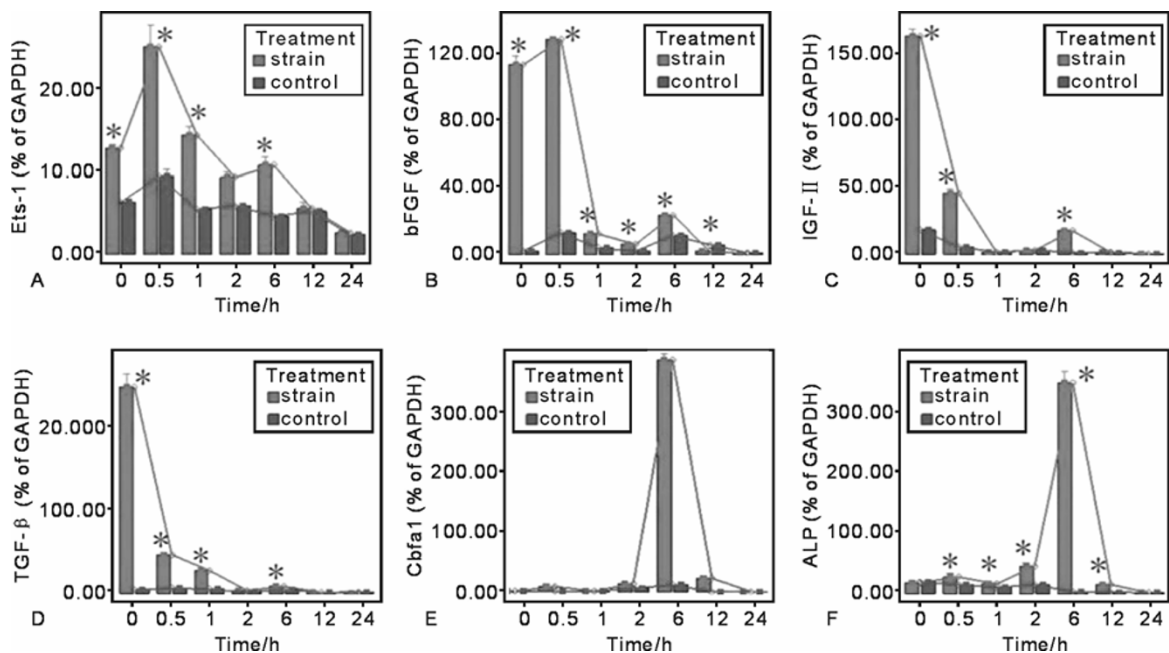 Ets-1 (% of GAPDH)
20.00
10.00
0.00
Treatment
strain
control
*
*
*
*
0 0.5 1 2 6 12 24
Time/h
A
bFGF (% of GAPDH)
120.00
80.00
40.00
0.00
Treatment
strain
control
*
*
*
*
*
0 0.5 1 2 6 12 24
Time/h
B
IGF-II (% of GAPDH)
150.00
100.00
50.00
0.00
Treatment
strain
control
*
*
*
0 0.5 1 2 6 12 24
Time/h
C
TGF-β (% of GAPDH)
20.000
100.00
0.00
Treatment
strain
control
*
*
*
*
0 0.5 1 2 6 12 24
Time/h
D
Cbfa1 (% of GAPDH)
300.00
200.00
100.00
0.00
Treatment
strain
control
0 0.5 1 2 6 12 24
Time/h
E
ALP (% of GAPDH)
300.00
200.00
100.00
0.00
Treatment
strain
control
*
*
*
*
*
0 0.5 1 2 6 12 24
Time/h
F